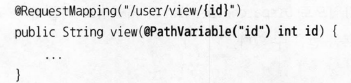 @RequestMapping("/user/view/{id}")
public String view(@PathVariable("id") int id) {
...
}